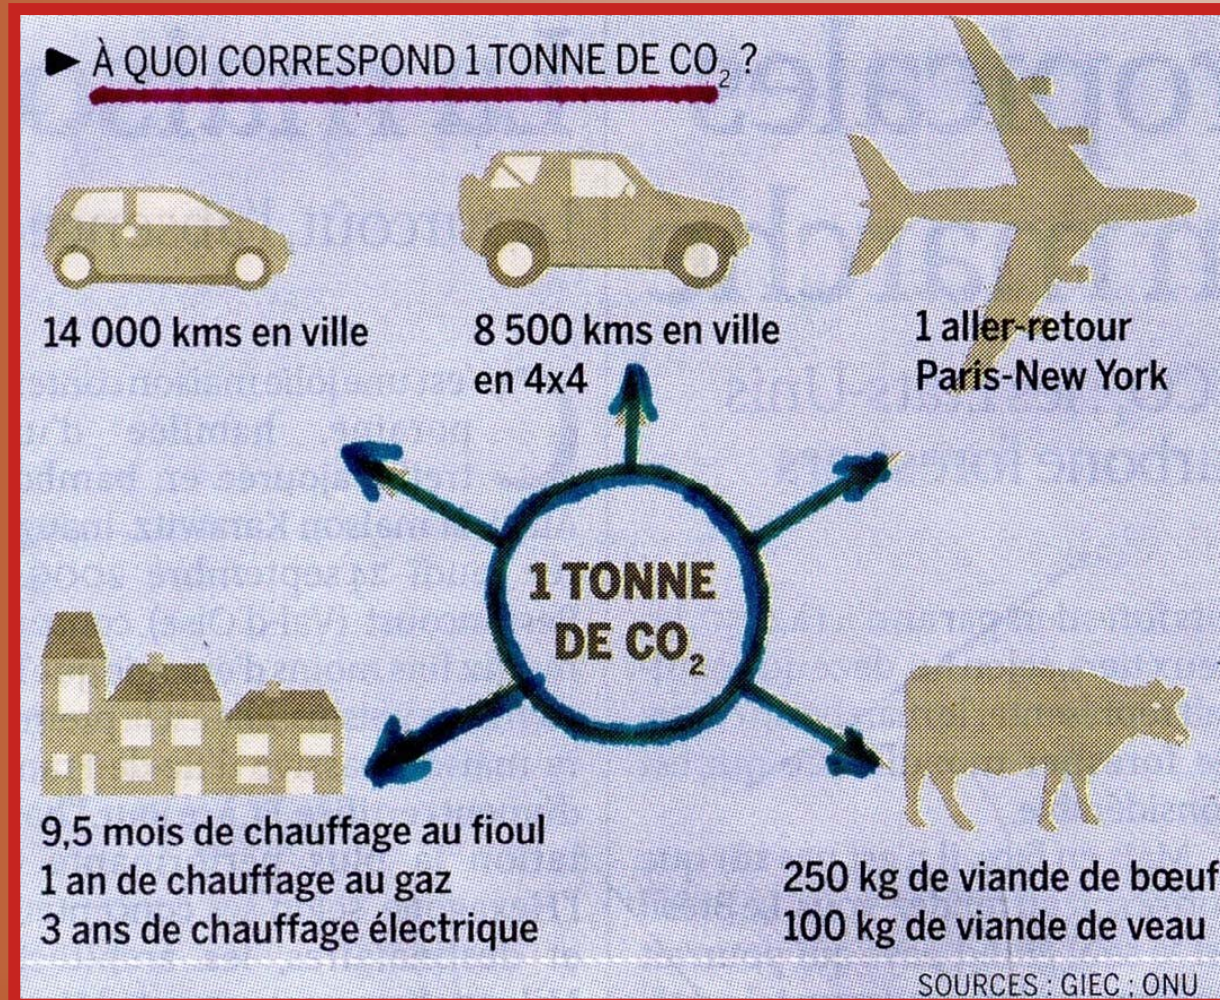 ► À QUOI CORRESPOND 1 TONNE DE CO₂ ?
14 000 kms en ville
8 500 kms en ville
en 4x4
1 aller-retour
Paris-New York
1 TONNE
DE CO₂
9,5 mois de chauffage au fioul
1 an de chauffage au gaz
3 ans de chauffage électrique
250 kg de viande de bœuf
100 kg de viande de veau
SOURCES : GIEC ; ONU